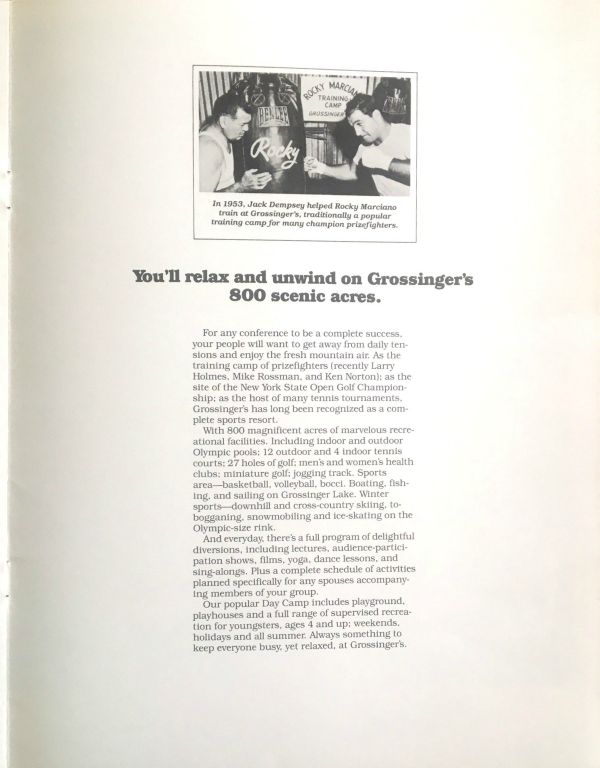 ROCKY MARCIANO
TRAINING
CAMP
GROSSINGER
BENLEE
Rocky
In 1953, Jack Dempsey helped Rocky Marciano
train at Grossinger's, traditionally a popular
training camp for many champion prizefighters.
You'll relax and unwind on Grossinger's
800 scenic acres.
For any conference to be a complete success,
your people will want to get away from daily ten-
sions and enjoy the fresh mountain air. As the
training camp of prizefighters (recently Larry
Holmes, Mike Rossman, and Ken Norton); as the
site of the New York State Open Golf Champion-
ship; as the host of many tennis tournaments,
Grossinger's has long been recognized as a com-
plete sports resort.
With 800 magnificent acres of marvelous recre-
ational facilities. Including indoor and outdoor
Olympic pools; 12 outdoor and 4 indoor tennis
courts; 27 holes of golf; men's and women's health
clubs; miniature golf; jogging track. Sports
area—basketball, volleyball, bocci. Boating, fish-
ing, and sailing on Grossinger Lake. Winter
sports—downhill and cross-country skiing, to-
bogganing, snowmobiling and ice-skating on the
Olympic-size rink.
And everyday, there's a full program of delightful
diversions, including lectures, audience-partici-
pation shows, films, yoga, dance lessons, and
sing-alongs. Plus a complete schedule of activities
planned specifically for any spouses accompany-
ing members of your group.
Our popular Day Camp includes playground,
playhouses and a full range of supervised recrea-
tion for youngsters, ages 4 and up; weekends,
holidays and all summer. Always something to
keep everyone busy, yet relaxed, at Grossinger's.